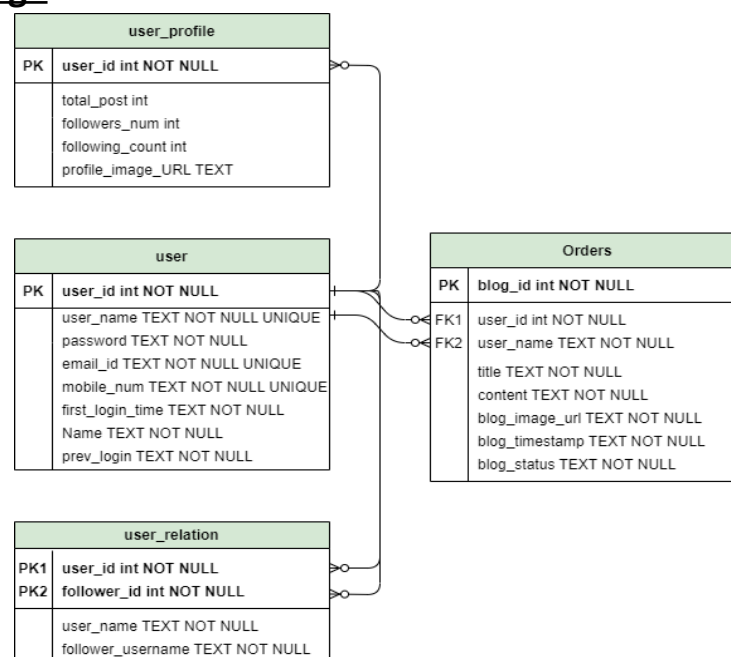 user_profile
PK user_id int NOT NULL
total_post int
followers_num int
following_count int
profile_image_URL TEXT
user
PK user_id int NOT NULL
user_name TEXT NOT NULL UNIQUE
password TEXT NOT NULL
email_id TEXT NOT NULL UNIQUE
mobile_num TEXT NOT NULL UNIQUE
first_login_time TEXT NOT NULL
Name TEXT NOT NULL
prev_login TEXT NOT NULL
Orders
PK blog_id int NOT NULL
FK1 user_id int NOT NULL
FK2 user_name TEXT NOT NULL
title TEXT NOT NULL
content TEXT NOT NULL
blog_image_url TEXT NOT NULL
blog_timestamp TEXT NOT NULL
blog_status TEXT NOT NULL
user_relation
PK1 user_id int NOT NULL
PK2 follower_id int NOT NULL
user_name TEXT NOT NULL
follower_username TEXT NOT NULL